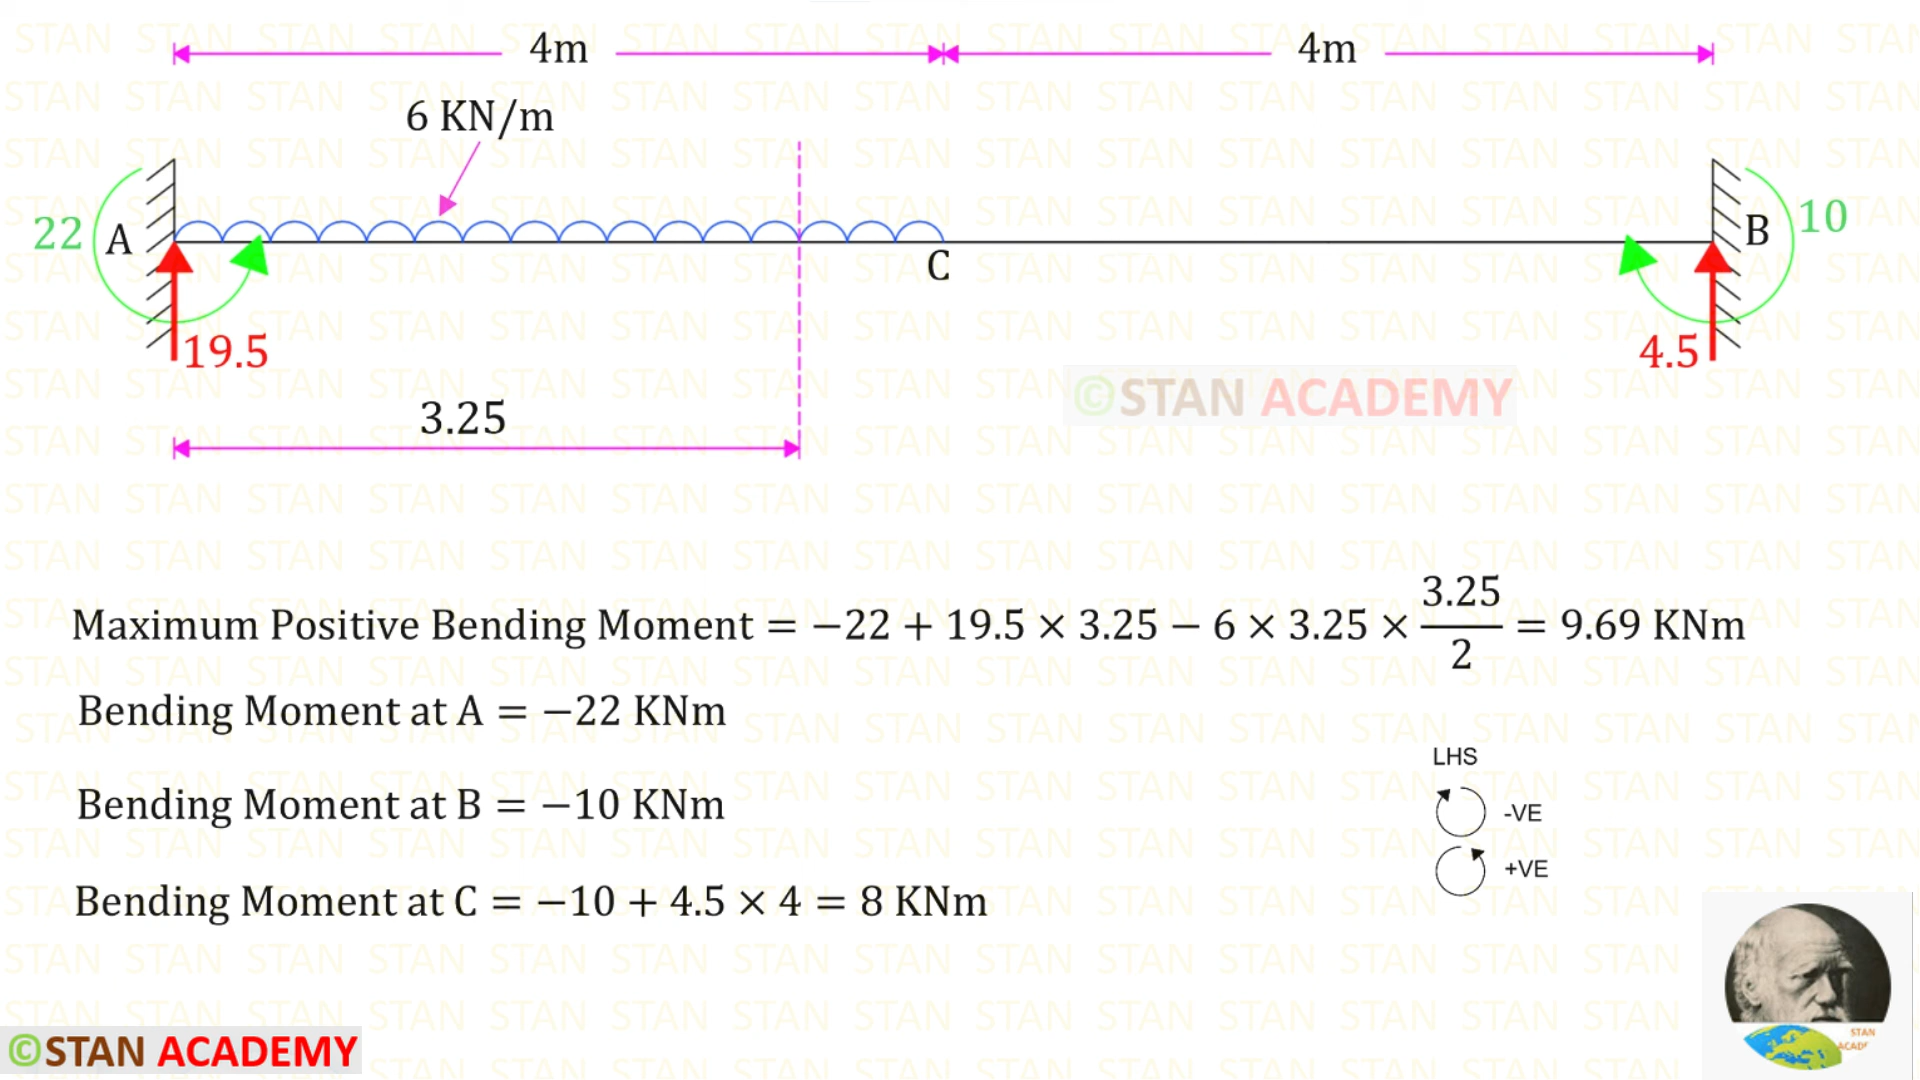 4m 4m
6 KN/m
22 A B 10
C
19.5 4.5
©STAN ACADEMY
3.25
Maximum Positive Bending Moment = −22 + 19.5 × 3.25 − 6 × 3.25 × 3.25/2 = 9.69 KNm
Bending Moment at A = −22 KNm
LHS
Bending Moment at B = −10 KNm
-VE
+VE
Bending Moment at C = −10 + 4.5 × 4 = 8 KNm
©STAN ACADEMY
STAN